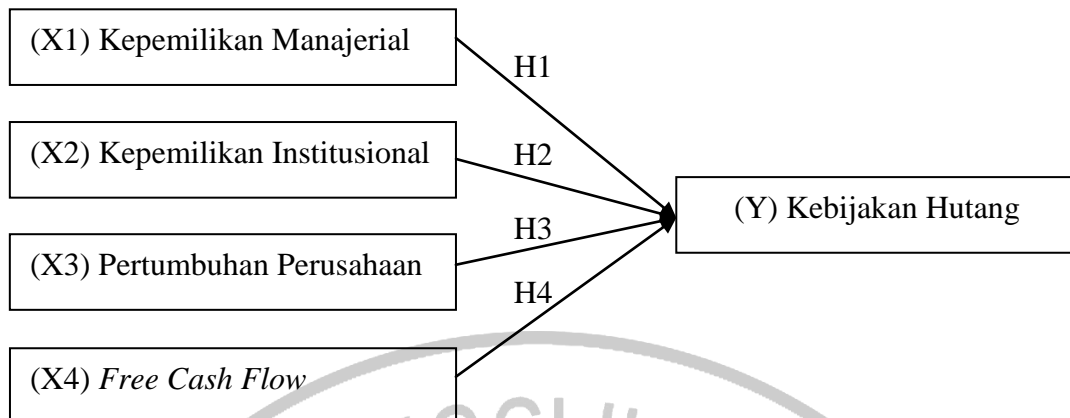 (X1) Kepemilikan Manajerial
H1
(X2) Kepemilikan Institusional
H2
(Y) Kebijakan Hutang
H3
(X3) Pertumbuhan Perusahaan
H4
(X4) Free Cash Flow